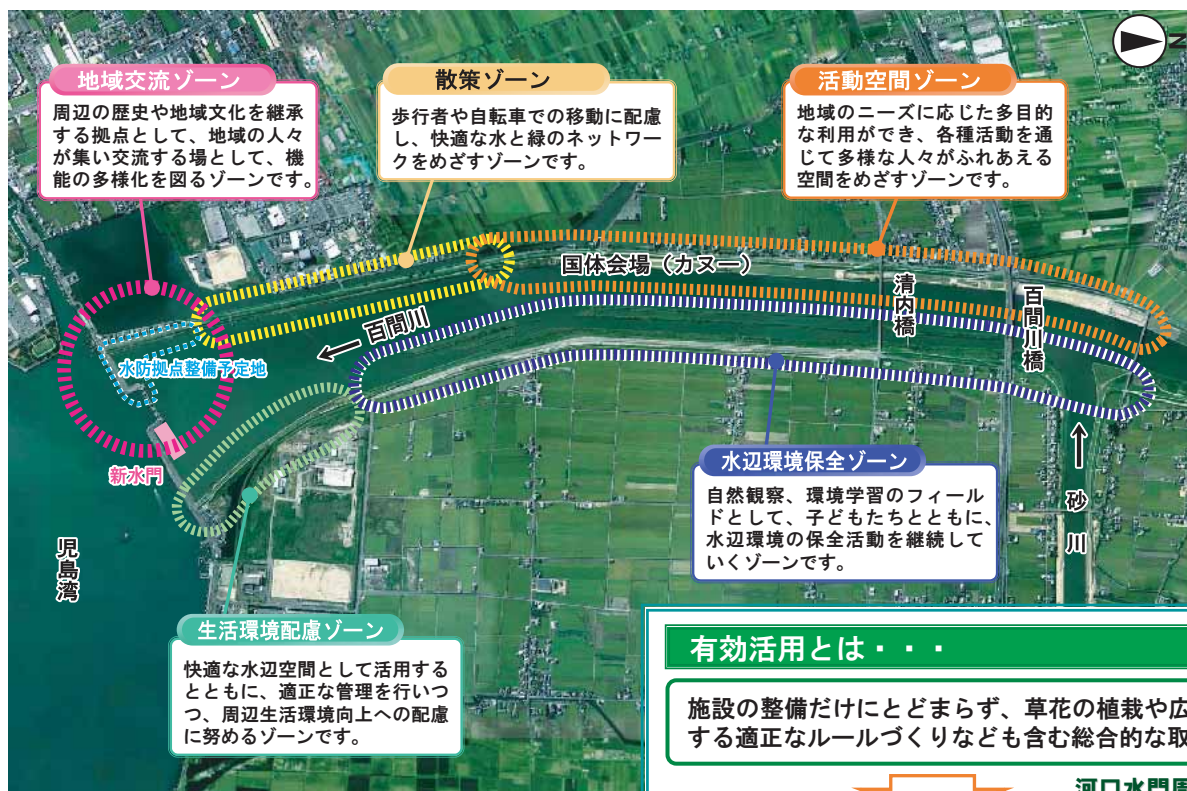 N
地域交流ゾーン
周辺の歴史や地域文化を継承
する拠点として、地域の人々
が集い交流する場として、機
能の多様化を図るゾーンです。
散策ゾーン
歩行者や自転車での移動に配慮
し、快適な水と緑のネットワー
クをめざすゾーンです。
活動空間ゾーン
地域のニーズに応じた多目的
な利用ができ、各種活動を通
じて多様な人々がふれあえる
空間をめざすゾーンです。
国体会場（カヌー）
清内橋
百間川橋
百間川
水防拠点整備予定地
新水門
児島湾
砂川
水辺環境保全ゾーン
自然観察、環境学習のフィール
ドとして、子どもたちとともに、
水辺環境の保全活動を継続して
いくゾーンです。
生活環境配慮ゾーン
快適な水辺空間として活用する
とともに、適正な管理を行いつ
つ、周辺生活環境向上への配慮
に努めるゾーンです。
有効活用とは・・・
施設の整備だけにとどまらず、草花の植栽や広
する適正なルールづくりなども含む総合的な取
河口水門周